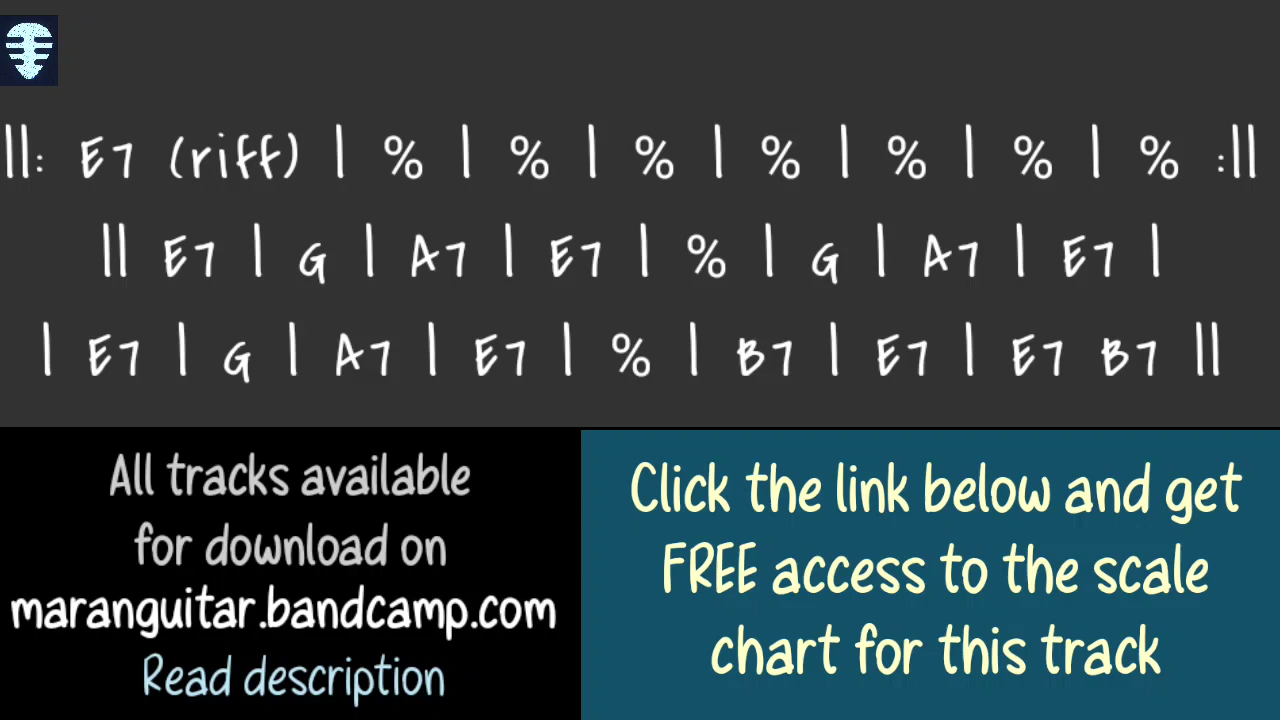 ||: E7 (riff) | % | % | % | % | % | % | % :||
|| E7 | G | A7 | E7 | % | G | A7 | E7 |
| E7 | G | A7 | E7 | % | B7 | E7 | E7 B7 ||
All tracks available
for download on
maranguitar.bandcamp.com
Read description
Click the link below and get
FREE access to the scale
chart for this track